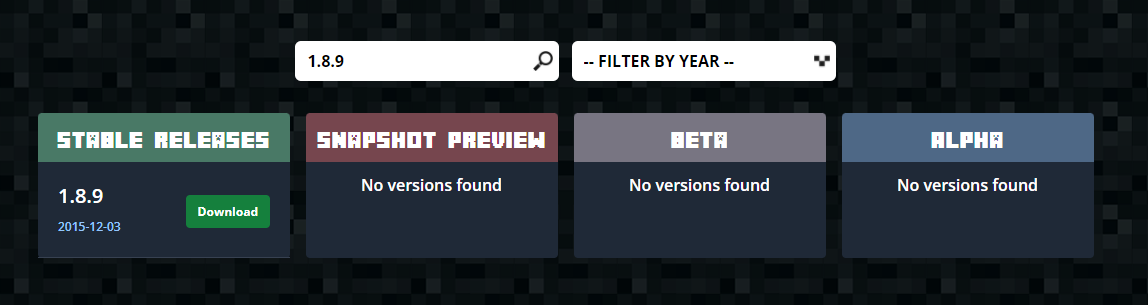 1.8.9
-- FILTER BY YEAR --
STABLE RELEASES
1.8.9
2015-12-03
Download
SNAPSHOT PREVIEW
No versions found
BETA
No versions found
ALPHA
No versions found